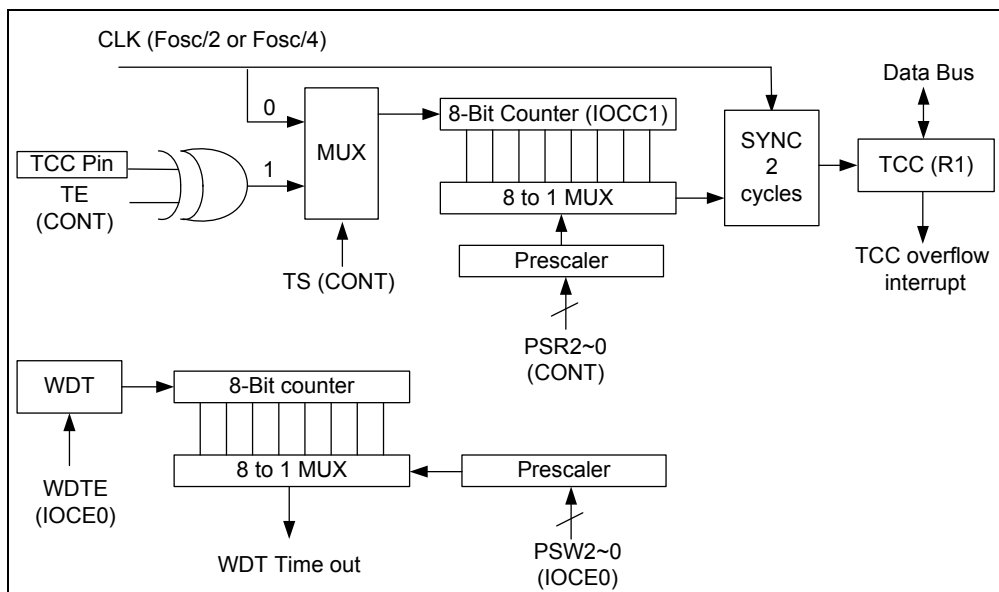 CLK (Fosc/2 or Fosc/4)
Data Bus
0
8-Bit Counter (IOCC1)
MUX
SYNC
2
cycles
TCC Pin
1
TCC (R1)
TE
(CONT)
8 to 1 MUX
TS (CONT)
Prescaler
TCC overflow
interrupt
PSR2~0
(CONT)
WDT
8-Bit counter
8 to 1 MUX
Prescaler
WDTE
(IOCE0)
WDT Time out
PSW2~0
(IOCE0)